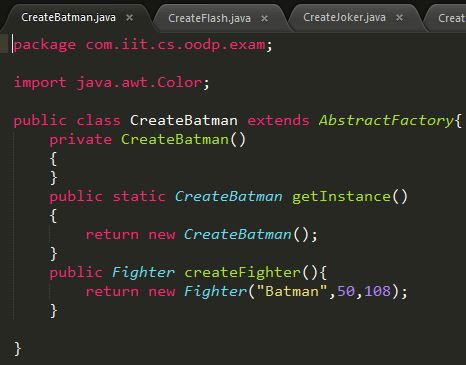 CreateBatman.java × CreateFlash.java × CreateJoker.java × Creat
package com.iit.cs.oodp.exam;
import java.awt.Color;
public class CreateBatman extends AbstractFactory{
    private CreateBatman()
    {
    }
    public static CreateBatman getInstance()
    {
        return new CreateBatman();
    }
    public Fighter createFighter(){
        return new Fighter("Batman",50,108);
    }
}